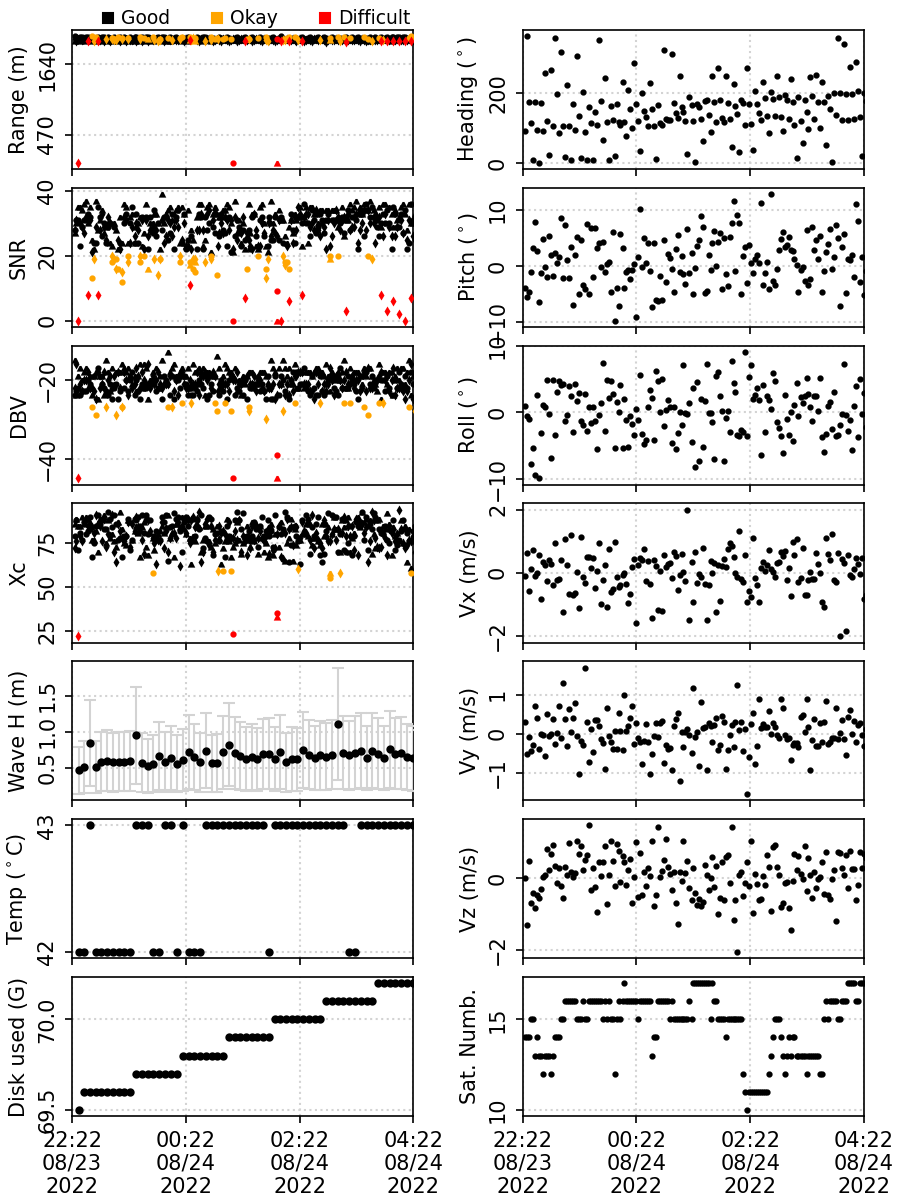 Good Okay Difficult
Range (m)
1640
470
Heading (°)
200
0
SNR
40
20
0
Pitch (°)
10
0
−10
DBV
−20
−40
Roll (°)
10
0
−10
Xc
75
50
25
Vx (m/s)
2
0
−2
Wave H (m)
1.5
1.0
0.5
Vy (m/s)
1
0
−1
Temp (°C)
43
42
Vz (m/s)
0
−2
Disk used (G)
70.0
69.5
Sat. Numb.
15
10
22:22 00:22 02:22 04:22
08/23 08/24 08/24 08/24
2022 2022 2022 2022
22:22 00:22 02:22 04:22
08/23 08/24 08/24 08/24
2022 2022 2022 2022